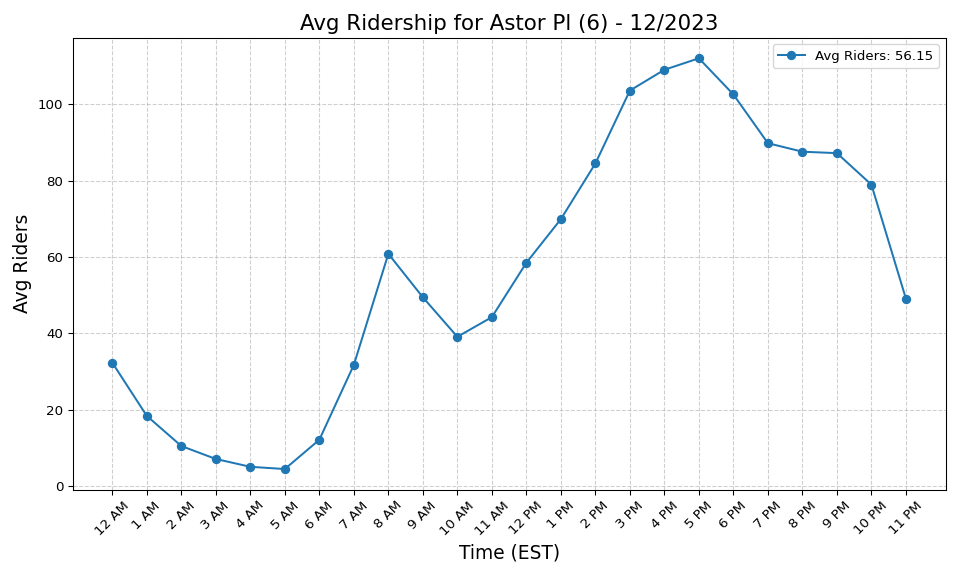 Avg Ridership for Astor Pl (6) - 12/2023
Avg Riders: 56.15
Avg Riders
100
80
60
40
20
0
12 AM
1 AM
2 AM
3 AM
4 AM
5 AM
6 AM
7 AM
8 AM
9 AM
10 AM
11 AM
12 PM
1 PM
2 PM
3 PM
4 PM
5 PM
6 PM
7 PM
8 PM
9 PM
10 PM
11 PM
Time (EST)